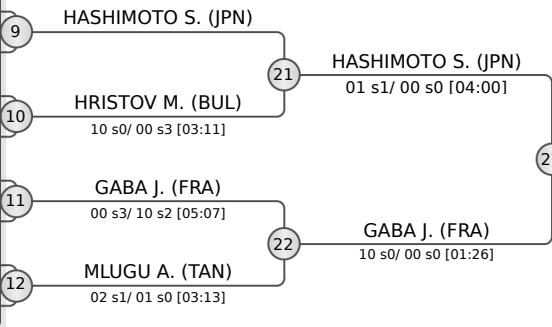 9
HASHIMOTO S. (JPN)
21
HASHIMOTO S. (JPN)
01 s1/ 00 s0 [04:00]
10
HRISTOV M. (BUL)
10 s0/ 00 s3 [03:11]
11
GABA J. (FRA)
00 s3/ 10 s2 [05:07]
22
GABA J. (FRA)
10 s0/ 00 s0 [01:26]
12
MLUGU A. (TAN)
02 s1/ 01 s0 [03:13]